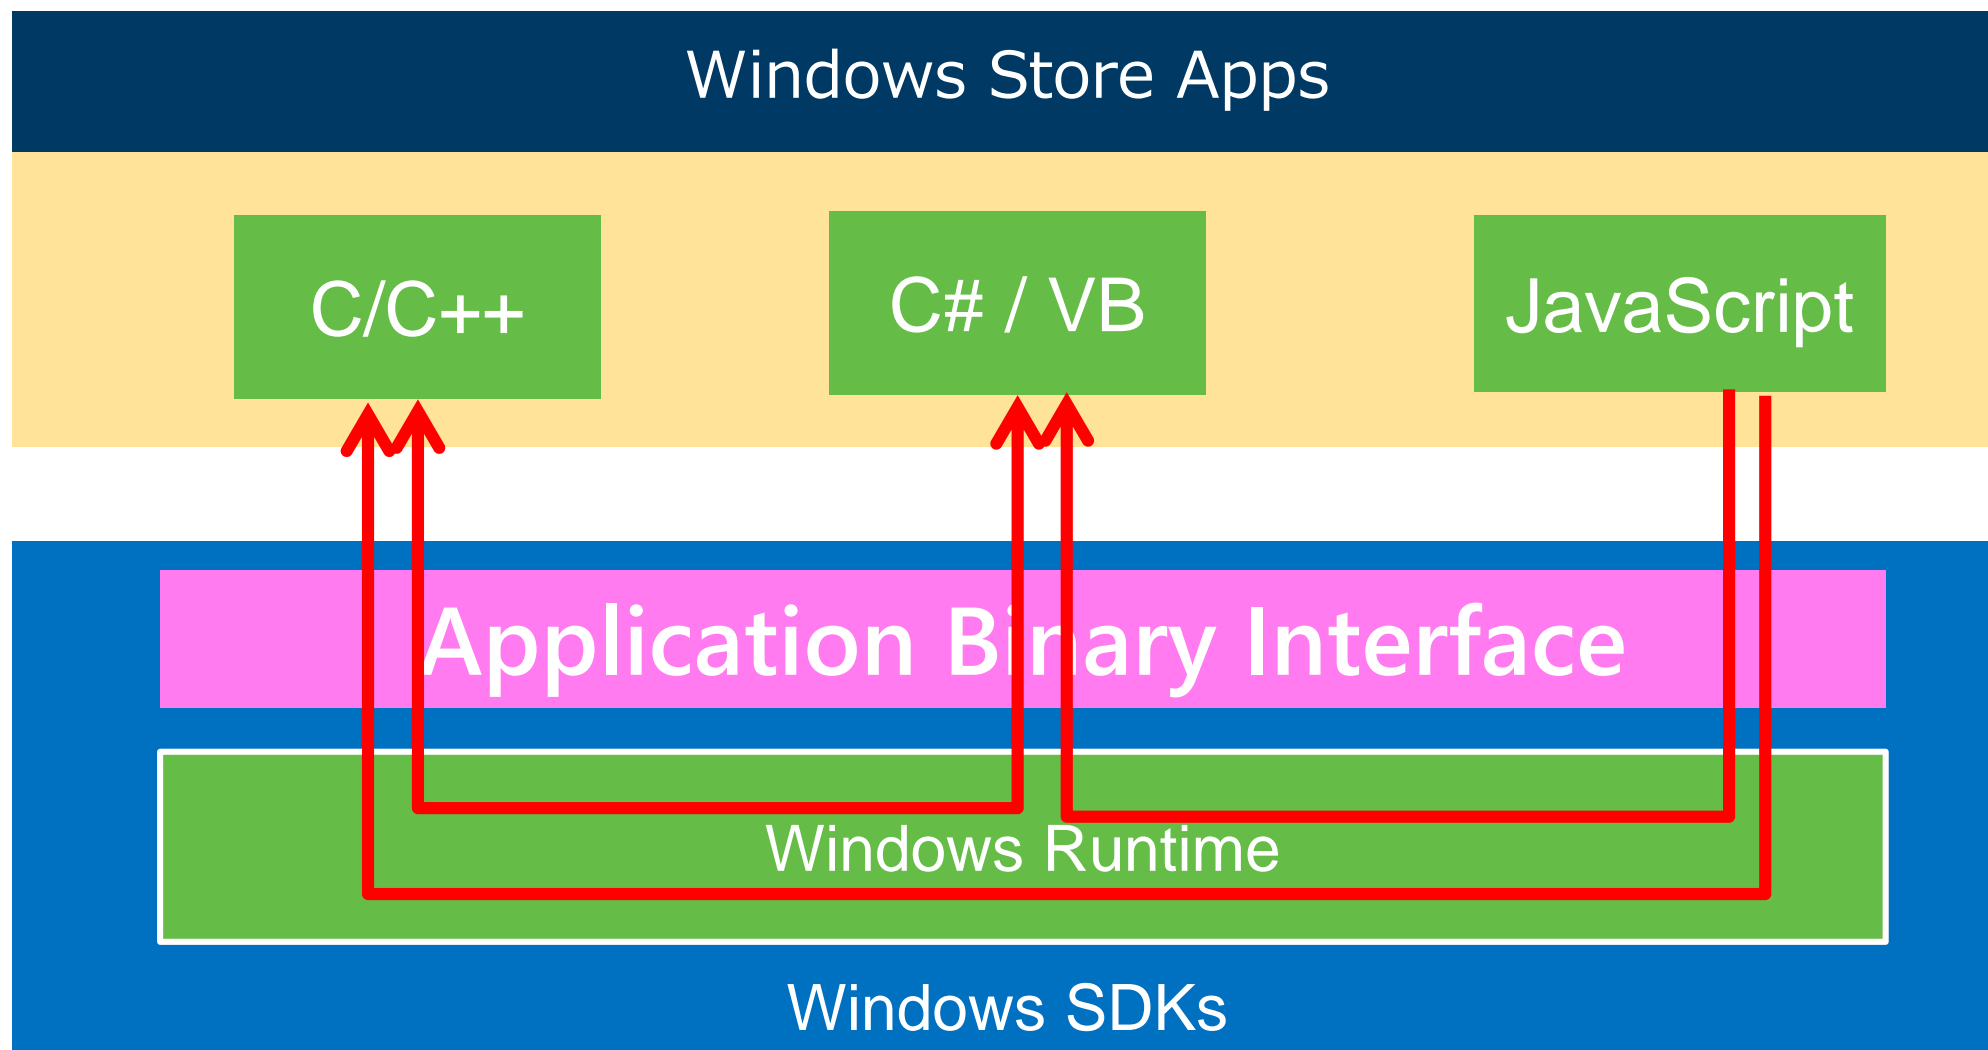 Windows Store Apps
C/C++
C# / VB
JavaScript
Application Binary Interface
Windows Runtime
Windows SDKs